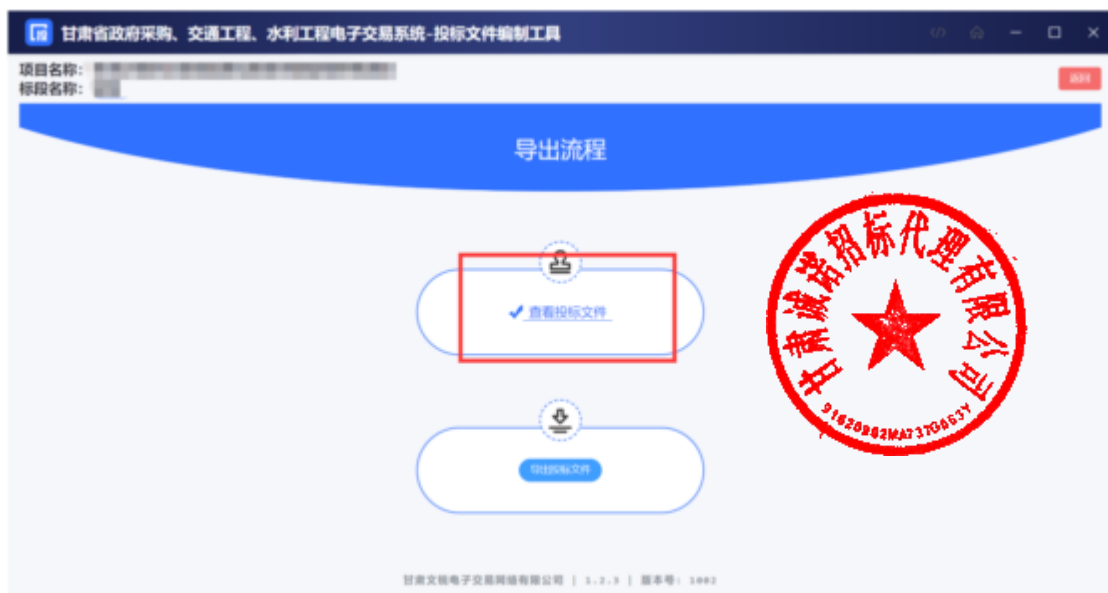 甘肃省政府采购、交通工程、水利工程电子交易系统-投标文件编制工具
项目名称：
标段名称：
返回
导出流程
查看投标文件
导出投标文件
甘肃诚诺招标代理有限公司
甘肃文锐电子交易网络有限公司 | 1.2.3 | 版本号: 1002